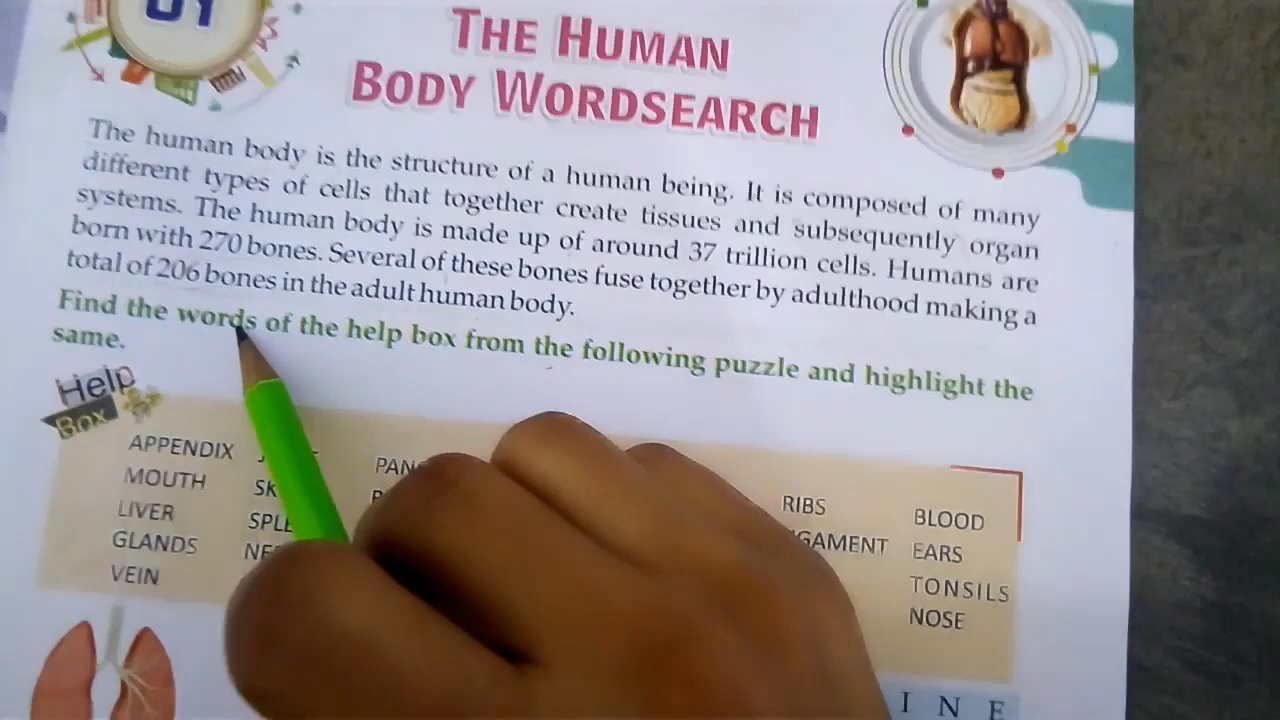 01
THE HUMAN
BODY WORDSEARCH
The human body is the structure of a human being. It is composed of many
different types of cells that together create tissues and subsequently organ
systems. The human body is made up of around 37 trillion cells. Humans are
born with 270 bones. Several of these bones fuse together by adulthood making a
total of 206 bones in the adult human body.
Find the words of the help box from the following puzzle and highlight the
same.
Help
Box
APPENDIX RIBS BLOOD
MOUTH EARS
LIVER TONSILS
GLANDS NOSE
VEIN
I N E